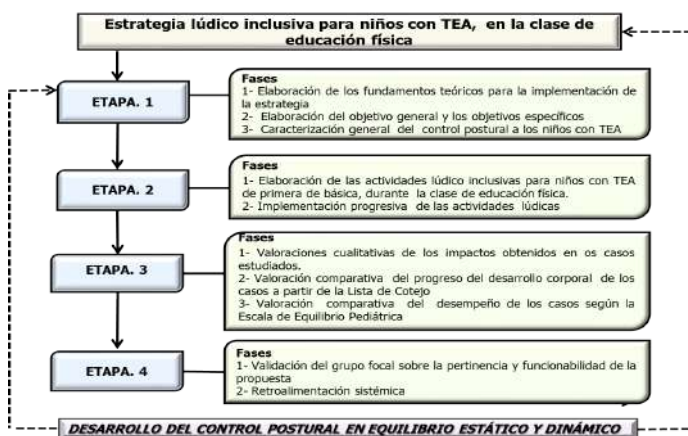 Estrategia lúdico inclusiva para niños con TEA, en la clase de
educación física
ETAPA. 1
Fases
1- Elaboración de los fundamentos teóricos para la implementación de
la estrategia
2- Elaboración del objetivo general y los objetivos específicos
3- Caracterización general del control postural a los niños con TEA
ETAPA. 2
Fases
1- Elaboración de las actividades lúdico inclusivas para niños con TEA
de primera de básica, durante la clase de educación física.
2- Implementación progresiva de las actividades lúdicas
ETAPA. 3
Fases
1- Valoraciones cualitativas de los impactos obtenidos en os casos
estudiados.
2- Valoración comparativa del progreso del desarrollo corporal de los
casos a partir de la Lista de Cotejo
3- Valoración comparativa del desempeño de los casos según la
Escala de Equilibrio Pediátrica
ETAPA. 4
Fases
1- Validación del grupo focal sobre la pertinencia y funcionabilidad de la
propuesta
2- Retroalimentación sistémica
DESARROLLO DEL CONTROL POSTURAL EN EQUILIBRIO ESTÁTICO Y DINÁMICO